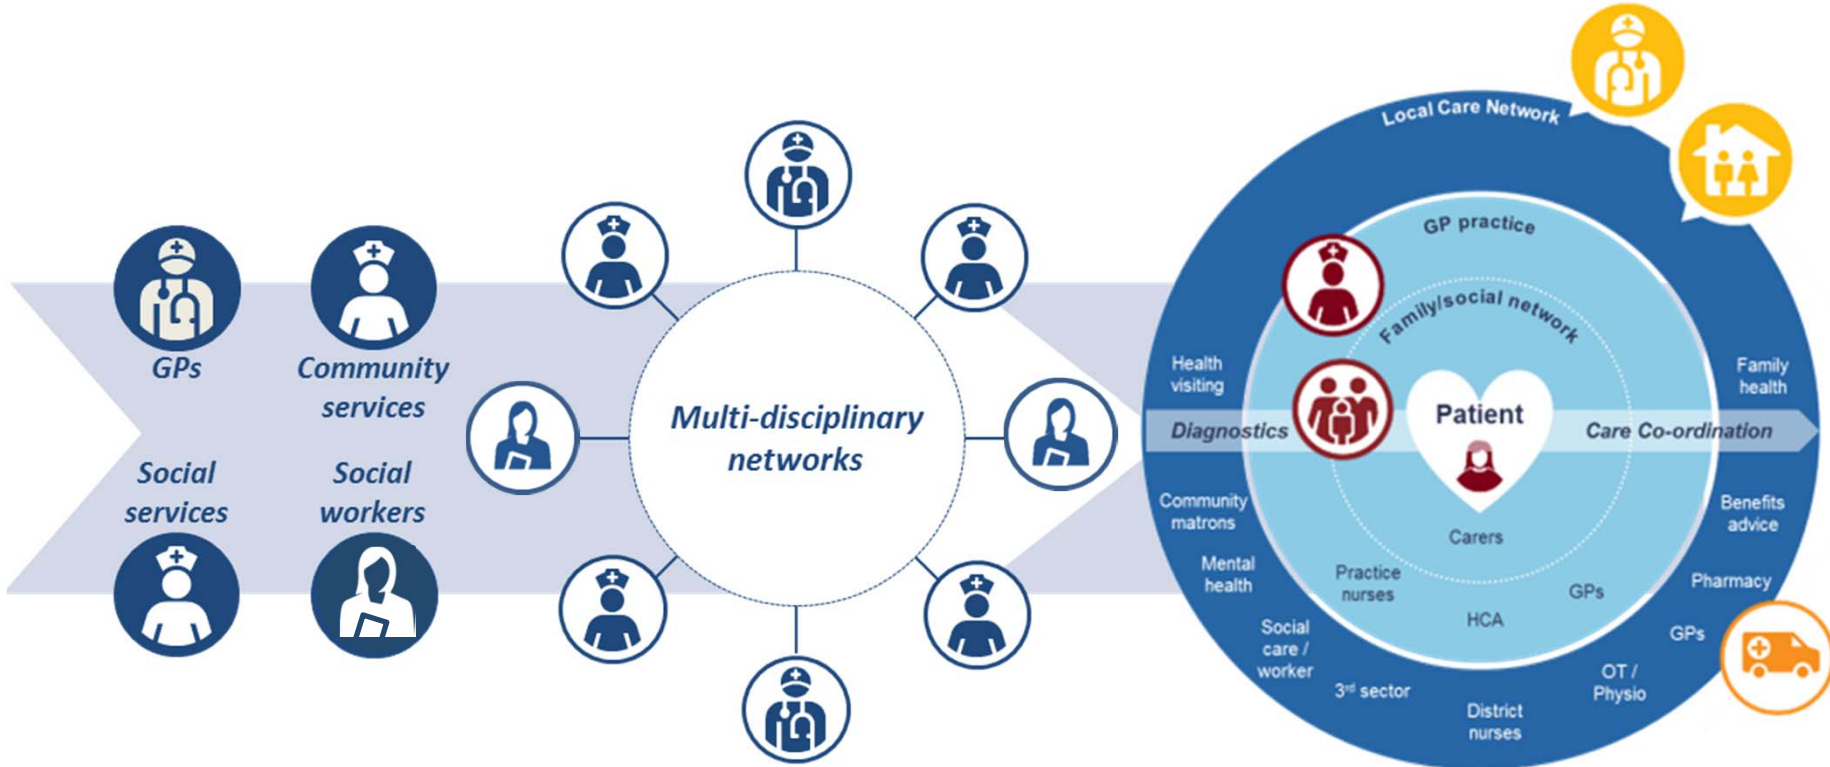 GPs
Community
services
Social
services
Social
workers
Multi-disciplinary
networks
Local Care Network
GP practice
Family/social network
Health
visiting
Family
health
Diagnostics
Patient
Care Co-ordination
Community
matrons
Benefits
advice
Carers
Mental
health
Practice
nurses
GPs
Pharmacy
HCA
Social
care /
worker
GPs
3rd sector
OT /
Physio
District
nurses